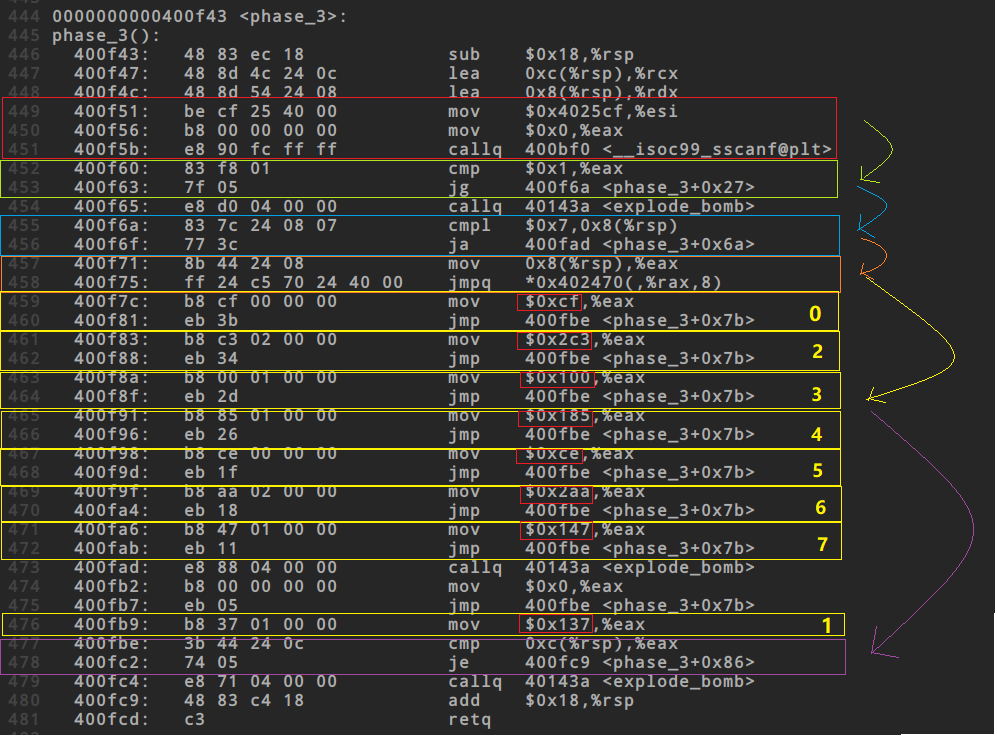 444 0000000000400f43 <phase_3>:
445 phase_3():
446 400f43: 48 83 ec 18 sub $0x18,%rsp
447 400f47: 48 8d 4c 24 0c lea 0xc(%rsp),%rcx
448 400f4c: 48 8d 54 24 08 lea 0x8(%rsp),%rdx
449 400f51: be cf 25 40 00 mov $0x4025cf,%esi
450 400f56: b8 00 00 00 00 mov $0x0,%eax
451 400f5b: e8 90 fc ff ff callq 400bf0 <__isoc99_sscanf@plt>
452 400f60: 83 f8 01 cmp $0x1,%eax
453 400f63: 7f 05 jg 400f6a <phase_3+0x27>
454 400f65: e8 d0 04 00 00 callq 40143a <explode_bomb>
455 400f6a: 83 7c 24 08 07 cmpl $0x7,0x8(%rsp)
456 400f6f: 77 3c ja 400fad <phase_3+0x6a>
457 400f71: 8b 44 24 08 mov 0x8(%rsp),%eax
458 400f75: ff 24 c5 70 24 40 00 jmpq *0x402470(,%rax,8)
459 400f7c: b8 cf 00 00 00 mov $0xcf,%eax
460 400f81: eb 3b jmp 400fbe <phase_3+0x7b> 0
461 400f83: b8 c3 02 00 00 mov $0x2c3,%eax
462 400f88: eb 34 jmp 400fbe <phase_3+0x7b> 2
463 400f8a: b8 00 01 00 00 mov $0x100,%eax
464 400f8f: eb 2d jmp 400fbe <phase_3+0x7b> 3
465 400f91: b8 85 01 00 00 mov $0x185,%eax
466 400f96: eb 26 jmp 400fbe <phase_3+0x7b> 4
467 400f98: b8 ce 00 00 00 mov $0xce,%eax
468 400f9d: eb 1f jmp 400fbe <phase_3+0x7b> 5
469 400f9f: b8 aa 02 00 00 mov $0x2aa,%eax
470 400fa4: eb 18 jmp 400fbe <phase_3+0x7b> 6
471 400fa6: b8 47 01 00 00 mov $0x147,%eax
472 400fab: eb 11 jmp 400fbe <phase_3+0x7b> 7
473 400fad: e8 88 04 00 00 callq 40143a <explode_bomb>
474 400fb2: b8 00 00 00 00 mov $0x0,%eax
475 400fb7: eb 05 jmp 400fbe <phase_3+0x7b>
476 400fb9: b8 37 01 00 00 mov $0x137,%eax 1
477 400fbe: 3b 44 24 0c cmp 0xc(%rsp),%eax
478 400fc2: 74 05 je 400fc9 <phase_3+0x86>
479 400fc4: e8 71 04 00 00 callq 40143a <explode_bomb>
480 400fc9: 48 83 c4 18 add $0x18,%rsp
481 400fcd: c3 retq